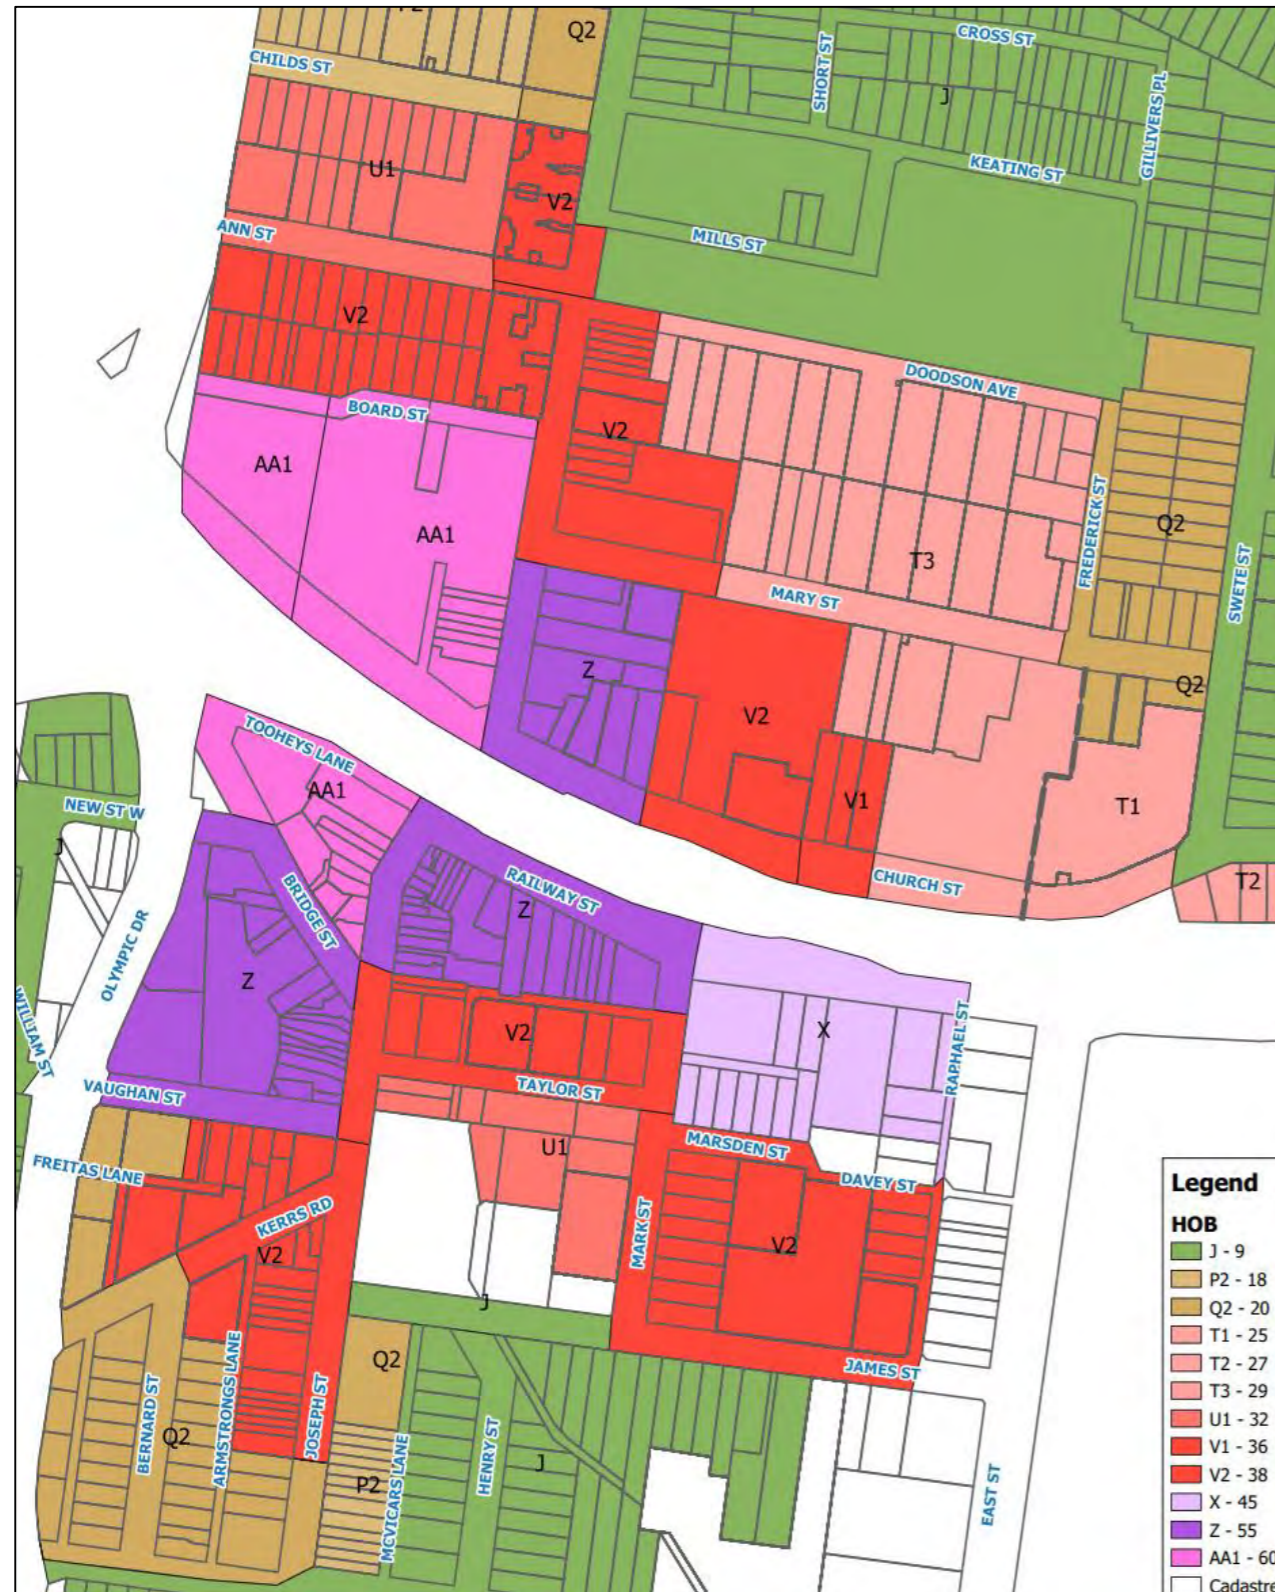 Q2
CROSS ST
CHILDS ST
SHORT ST
J
GILLIVERS PL
U1
KEATING ST
V2
ANN ST
MILLS ST
V2
DOODSON AVE
BOARD ST
V2
AA1
FREDERICK ST
Q2
AA1
T3
SWETE ST
MARY ST
Z
Q2
V2
TOOHEYS LANE
AA1
V1
T1
NEW ST W
J
CHURCH ST
T2
RAILWAY ST
Z
BRIDGE ST
OLYMPIC DR
Z
X
V2
RAPHAEL ST
WILLIAM ST
TAYLOR ST
VAUGHAN ST
U1
MARSDEN ST
FREITAS LANE
DAVEY ST
KERRS RD
MARK ST
V2
V2
J
JAMES ST
Q2
BERNARD ST
ARMSTRONGS LANE
JOSEPH ST
Q2
HENRY ST
J
P2
MCVICARS LANE
EAST ST
Legend
HOB
J - 9
P2 - 18
Q2 - 20
T1 - 25
T2 - 27
T3 - 29
U1 - 32
V1 - 36
V2 - 38
X - 45
Z - 55
AA1 - 60